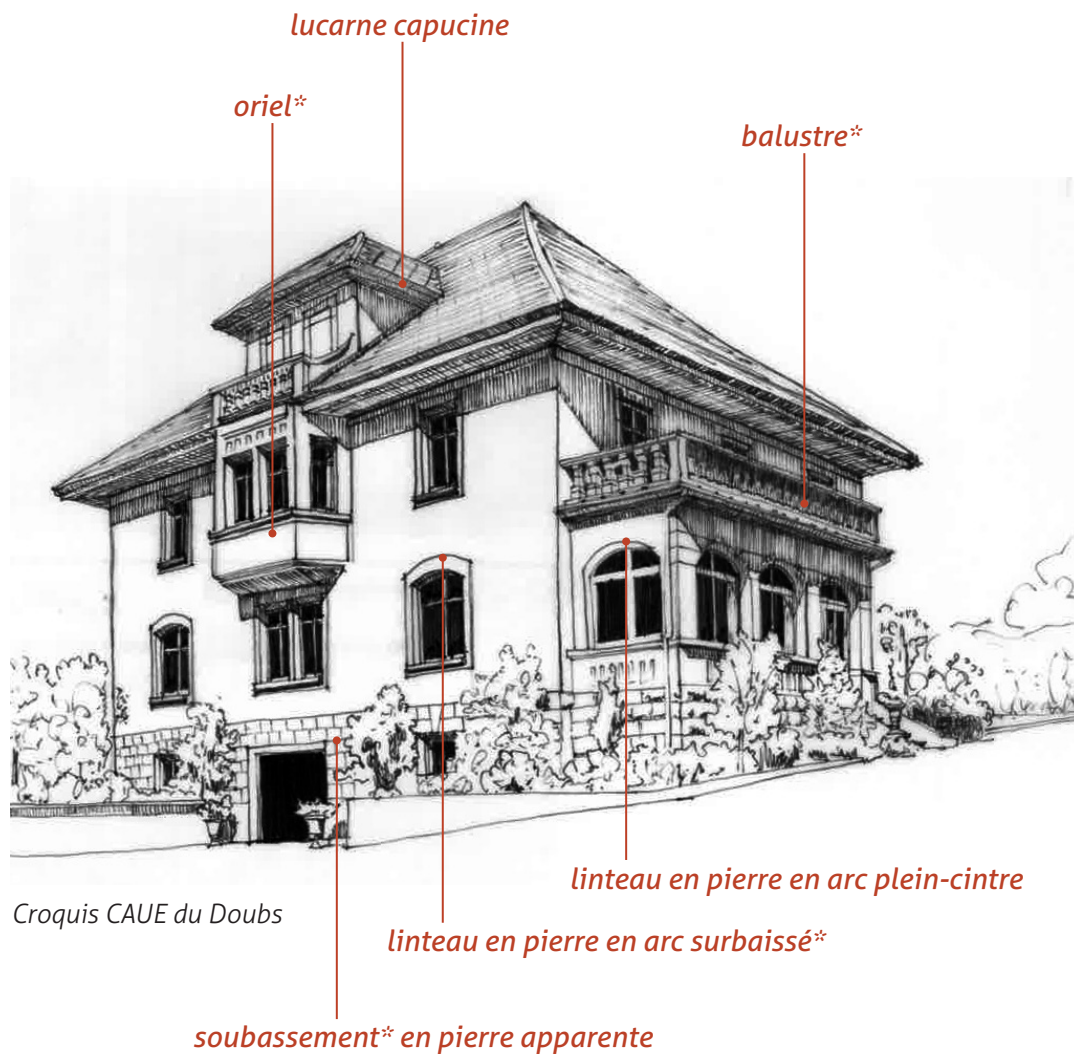 lucarne capucine
oriel*
balustre*
linteau en pierre en arc plein-cintre
Croquis CAUE du Doubs
linteau en pierre en arc surbaissé*
soubassement* en pierre apparente